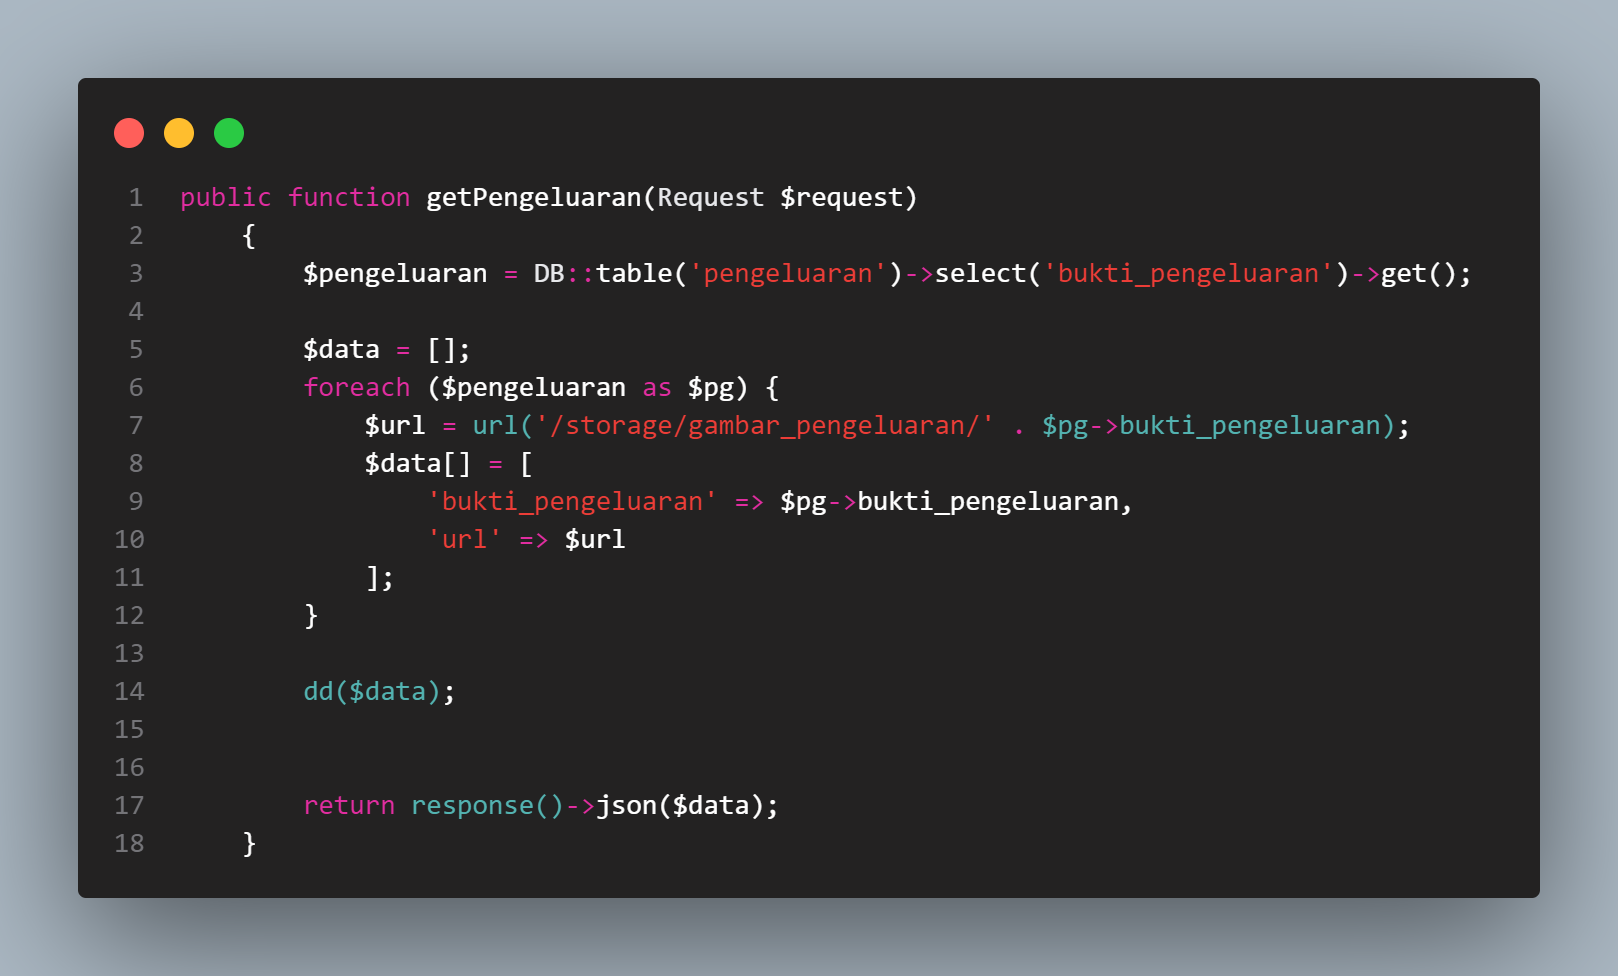 1 public function getPengeluaran(Request $request)
2 {
3 $pengeluaran = DB::table('pengeluaran')->select('bukti_pengeluaran')->get();
4
5 $data = [];
6 foreach ($pengeluaran as $pg) {
7 $url = url('/storage/gambar_pengeluaran/' . $pg->bukti_pengeluaran);
8 $data[] = [
9 'bukti_pengeluaran' => $pg->bukti_pengeluaran,
10 'url' => $url
11 ];
12 }
13
14 dd($data);
15
16
17 return response()->json($data);
18 }